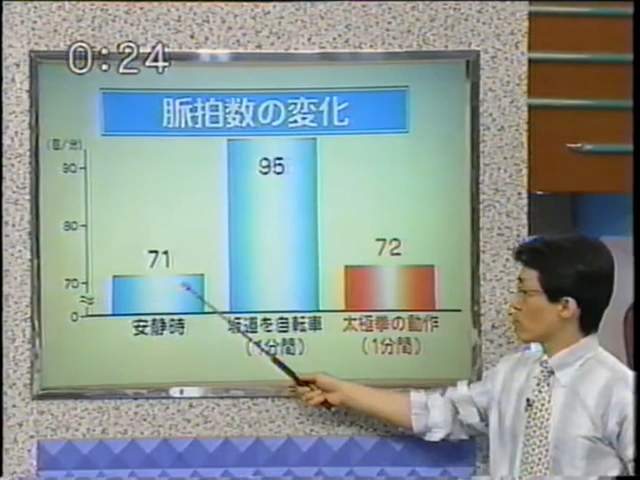 0:24
脈拍数の変化
(回/分)
90
80
70
0
71
95
72
安静時
坂道を自転車
(1分間)
太極拳の動作
(1分間)